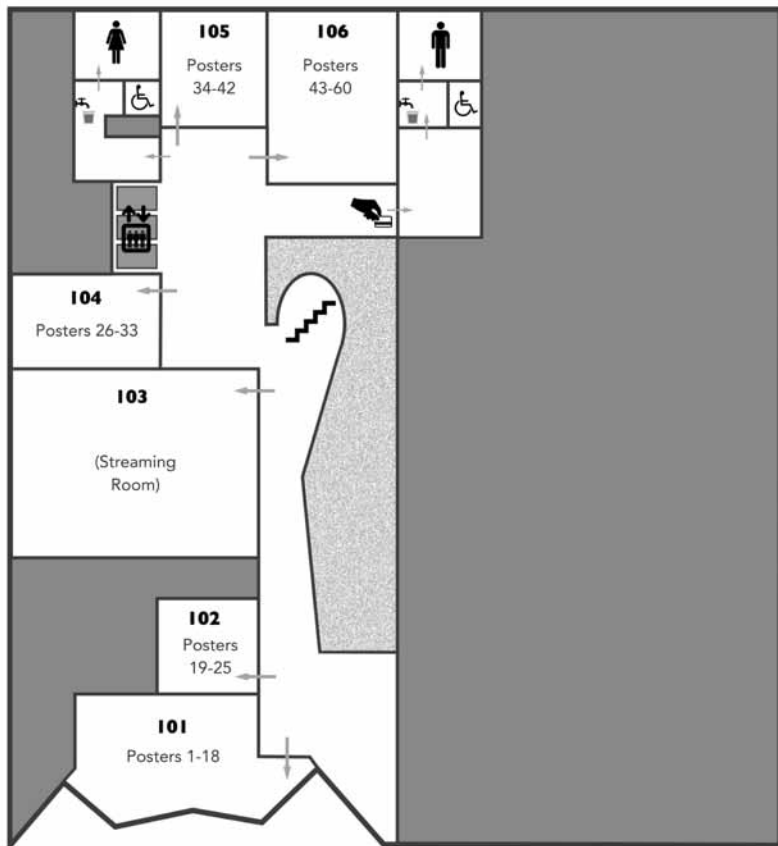 105
Posters
34-42
106
Posters
43-60
104
Posters 26-33
103
(Streaming
Room)
102
Posters
19-25
101
Posters 1-18